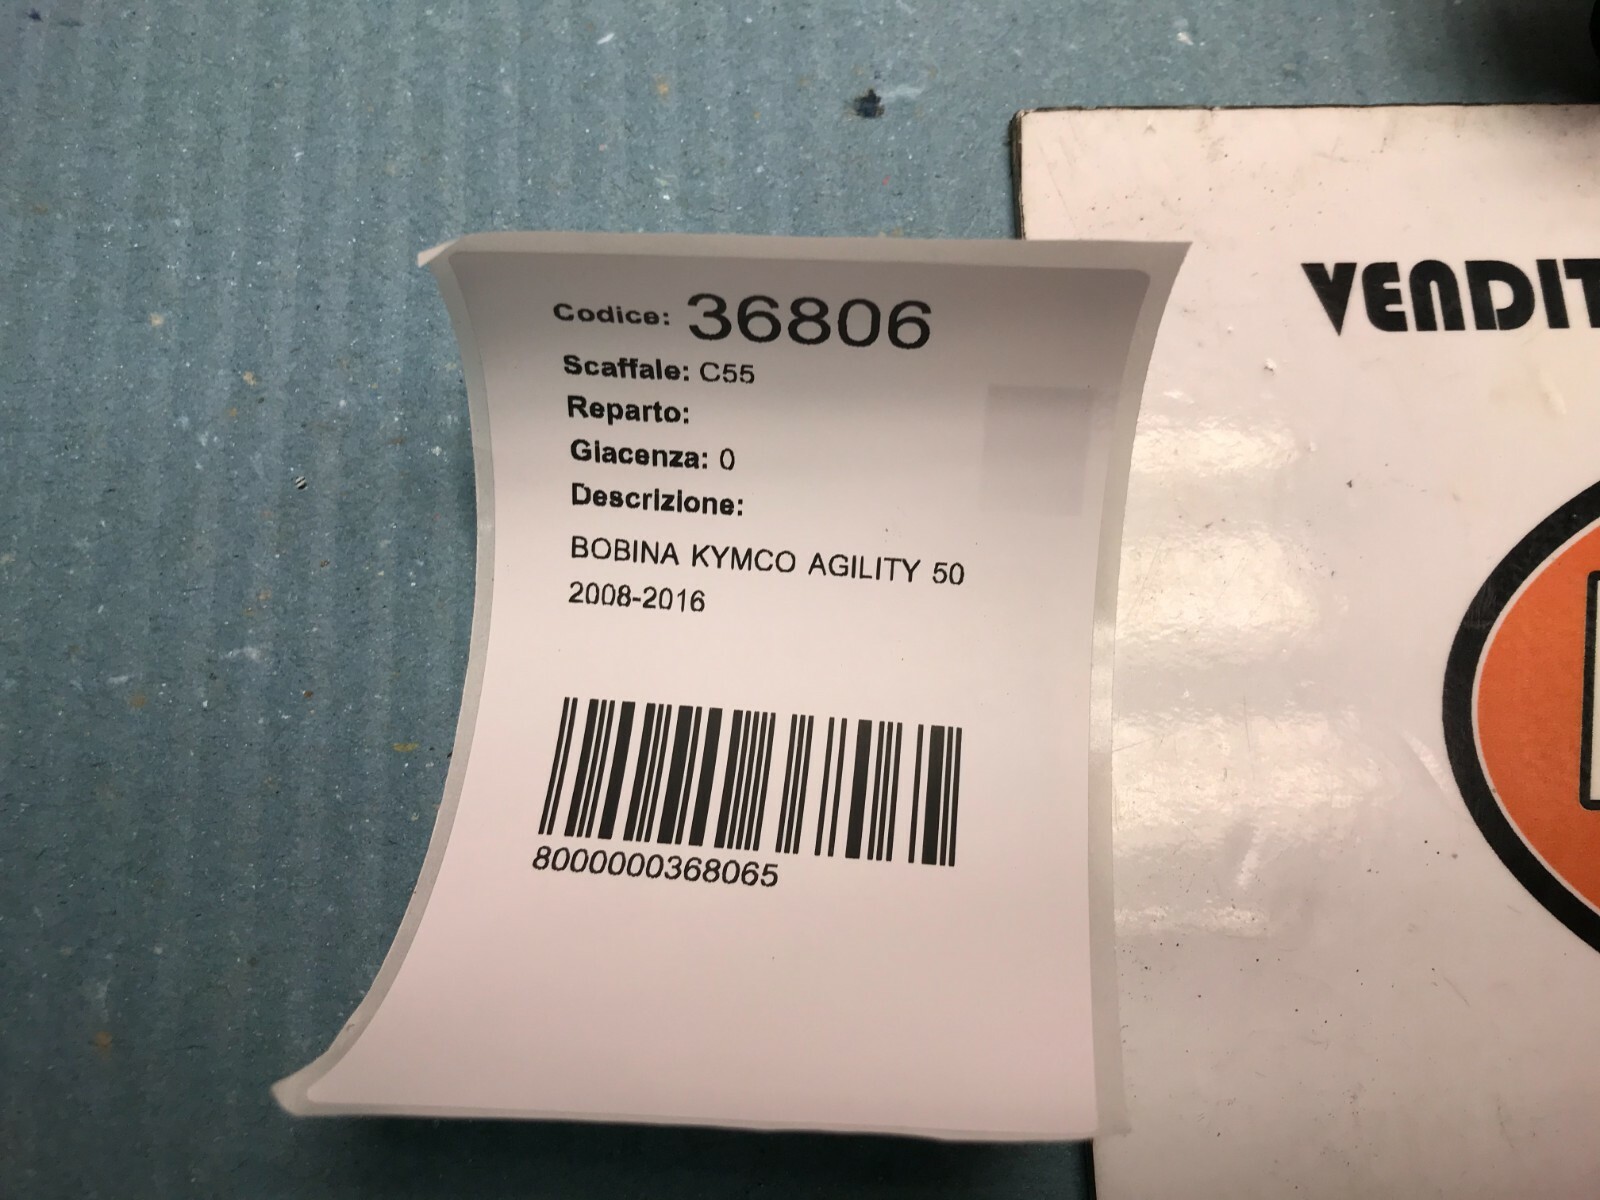 Codice: 36806
Scaffale: C55
Reparto:
Giacenza: 0
Descrizione:
BOBINA KYMCO AGILITY 50
2008-2016
8000000368065
VENDIT